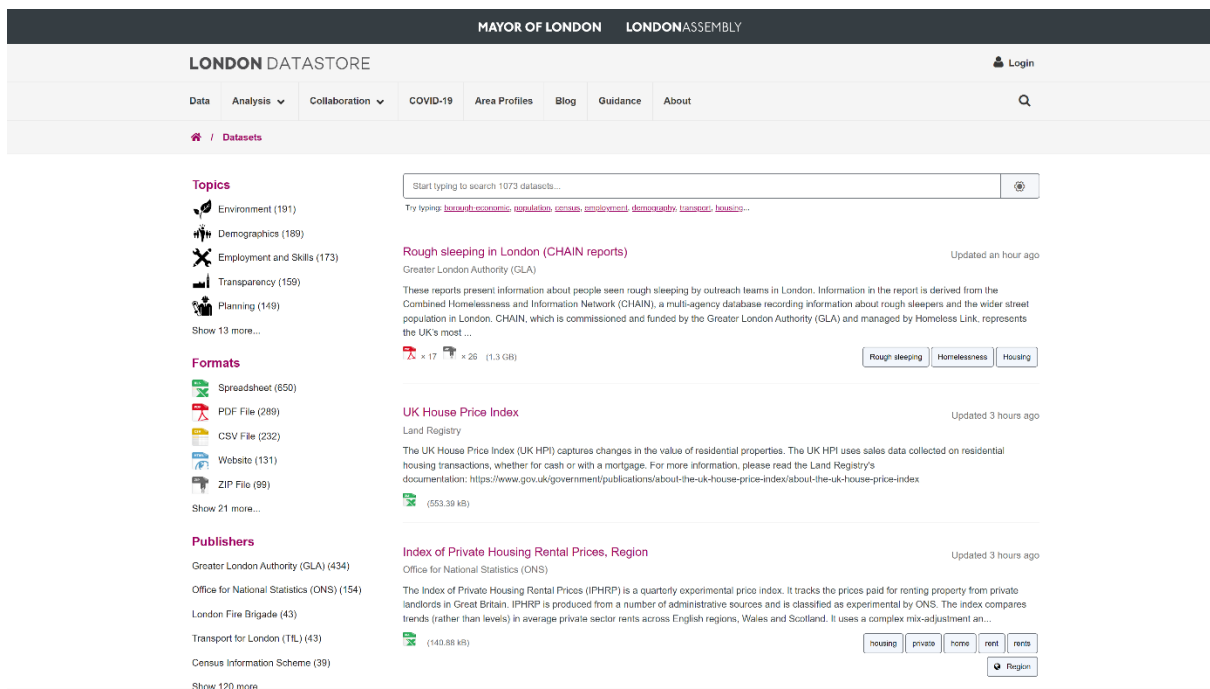 MAYOR OF LONDON LONDONASSEMBLY
LONDON DATASTORE
Login
Data Analysis Collaboration COVID-19 Area Profiles Blog Guidance About
/ Datasets
Topics
Environment (191)
Demographics (189)
Employment and Skills (173)
Transparency (159)
Planning (149)
Show 13 more...
Formats
Spreadsheet (650)
PDF File (289)
CSV File (232)
Website (131)
ZIP File (99)
Show 21 more...
Publishers
Greater London Authority (GLA) (434)
Office for National Statistics (ONS) (154)
London Fire Brigade (43)
Transport for London (TfL) (43)
Census Information Scheme (39)
Show 120 more
Start typing to search 1073 datasets...
Try typing: borough-economic, population, census, employment, demography, transport, housing...
Rough sleeping in London (CHAIN reports)
Updated an hour ago
Greater London Authority (GLA)
These reports present information about people seen rough sleeping by outreach teams in London. Information in the report is derived from the
Combined Homelessness and Information Network (CHAIN), a multi-agency database recording information about rough sleepers and the wider street
population in London. CHAIN, which is commissioned and funded by the Greater London Authority (GLA) and managed by Homeless Link, represents
the UK's most ...
× 17 × 26 (1.3 GB)
Rough sleeping Homelessness Housing
UK House Price Index
Updated 3 hours ago
Land Registry
The UK House Price Index (UK HPI) captures changes in the value of residential properties. The UK HPI uses sales data collected on residential
housing transactions, whether for cash or with a mortgage. For more information, please read the Land Registry's
documentation: https://www.gov.uk/government/publications/about-the-uk-house-price-index/about-the-uk-house-price-index
(553.39 kB)
Index of Private Housing Rental Prices, Region
Updated 3 hours ago
Office for National Statistics (ONS)
The Index of Private Housing Rental Prices (IPHRP) is a quarterly experimental price index. It tracks the prices paid for renting property from private
landlords in Great Britain. IPHRP is produced from a number of administrative sources and is classified as experimental by ONS. The index compares
trends (rather than levels) in average private sector rents across English regions, Wales and Scotland. It uses a complex mix-adjustment an...
(140.88 kB)
housing private home rent rents
Region